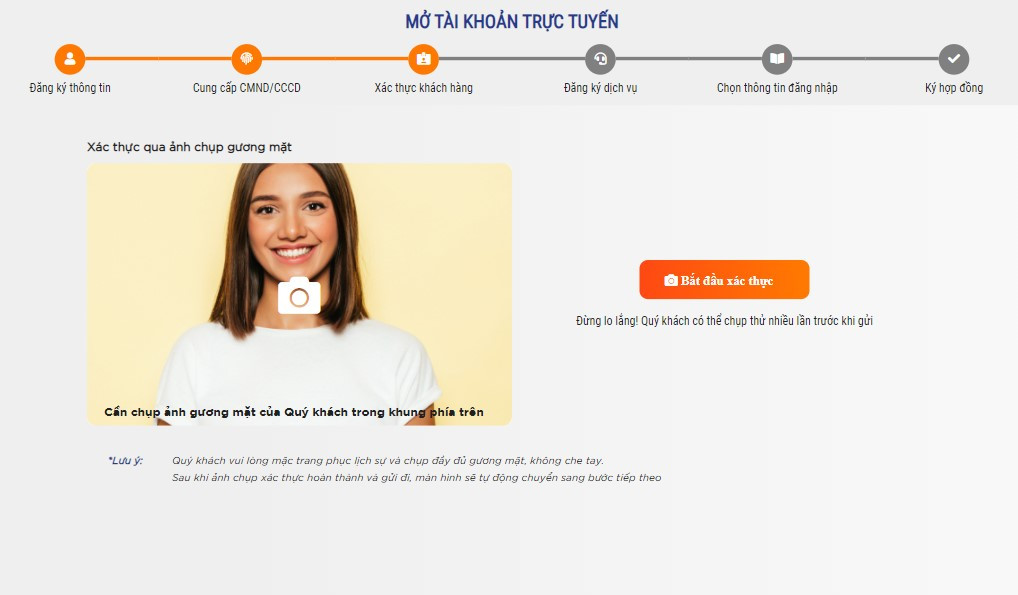 MỞ TÀI KHOẢN TRỰC TUYẾN
Đăng ký thông tin
Cung cấp CMND/CCCD
Xác thực khách hàng
Đăng ký dịch vụ
Chọn thông tin đăng nhập
Ký hợp đồng
Xác thực qua ảnh chụp gương mặt
Cần chụp ảnh gương mặt của Quý khách trong khung phía trên
Bắt đầu xác thực
Đừng lo lắng! Quý khách có thể chụp thử nhiều lần trước khi gửi
*Lưu ý:
Quý khách vui lòng mặc trang phục lịch sự và chụp đầy đủ gương mặt, không che tay.
Sau khi ảnh chụp xác thực hoàn thành và gửi đi, màn hình sẽ tự động chuyển sang bước tiếp theo